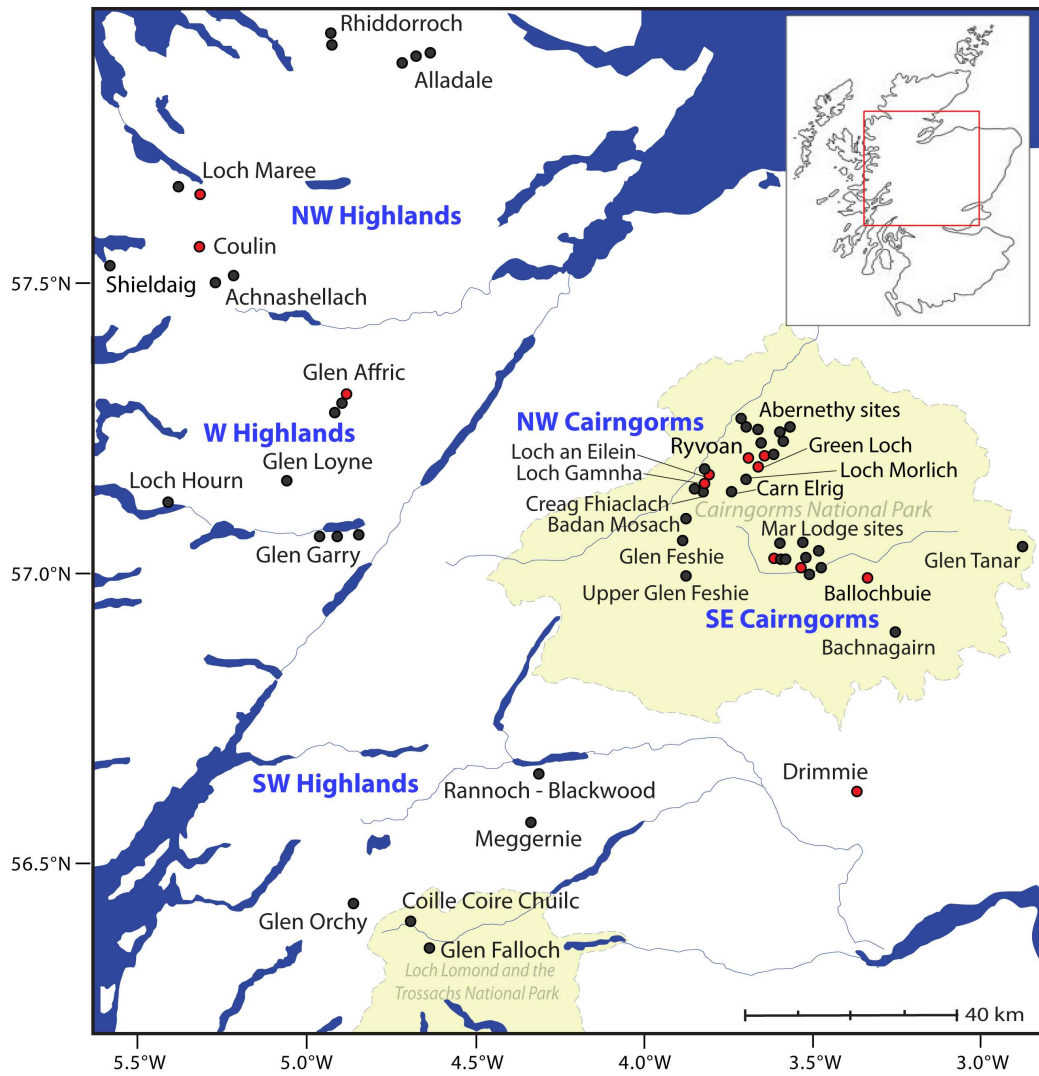 Rhiddorroch
Alladale
Loch Maree
NW Highlands
Coulin
57.5°N
Shieldaig
Achnashellach
Glen Affric
W Highlands
NW Cairngorms
Abernethy sites
Ryvoan
Green Loch
Loch an Eilein
Loch Gamnha
Loch Morlich
Glen Loyne
Loch Hourn
Carn Elrig
Creag Fhiaclach
Cairngorms National Park
Badan Mosach
Mar Lodge sites
Glen Garry
Glen Feshie
Glen Tanar
57.0°N
Upper Glen Feshie
Ballochbuie
SE Cairngorms
Bachnagairn
SW Highlands
Drimmie
Rannoch - Blackwood
Meggernie
56.5°N
Coille Coire Chuilc
Glen Orchy
Glen Falloch
Loch Lomond and the
Trossachs National Park
40 km
5.5°W
5.0°W
4.5°W
4.0°W
3.5°W
3.0°W